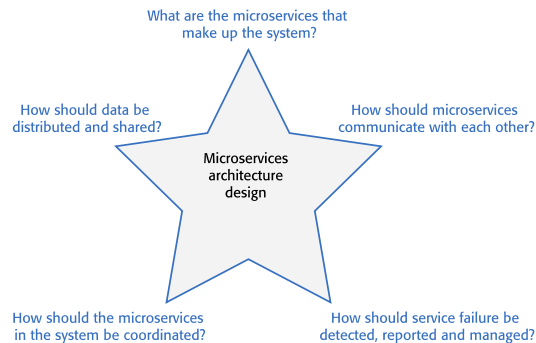 What are the microservices that
make up the system?
How should data be
distributed and shared?
How should microservices
communicate with each other?
Microservices
architecture
design
How should the microservices
in the system be coordinated?
How should service failure be
detected, reported and managed?